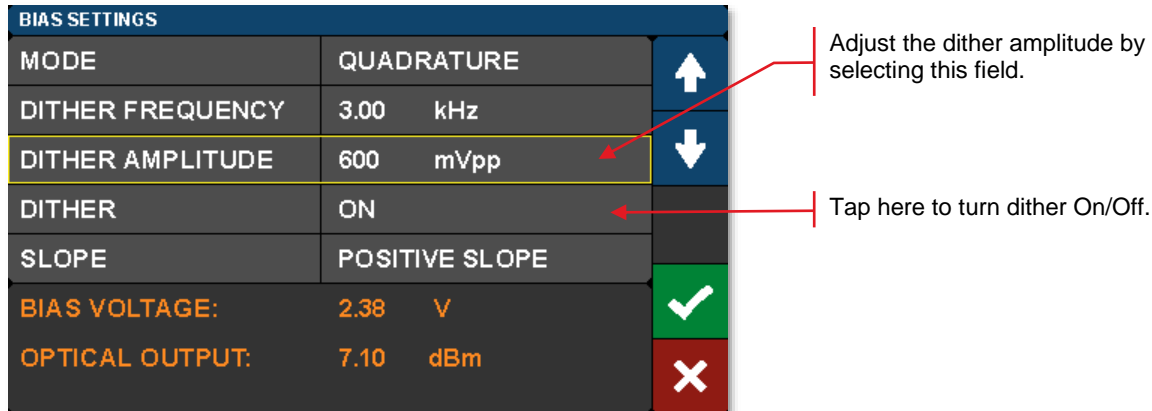 BIAS SETTINGS
MODE QUADRATURE
DITHER FREQUENCY 3.00 kHz
DITHER AMPLITUDE 600 mVpp
DITHER ON
SLOPE POSITIVE SLOPE
BIAS VOLTAGE: 2.38 V
OPTICAL OUTPUT: 7.10 dBm
Adjust the dither amplitude by
selecting this field.
Tap here to turn dither On/Off.